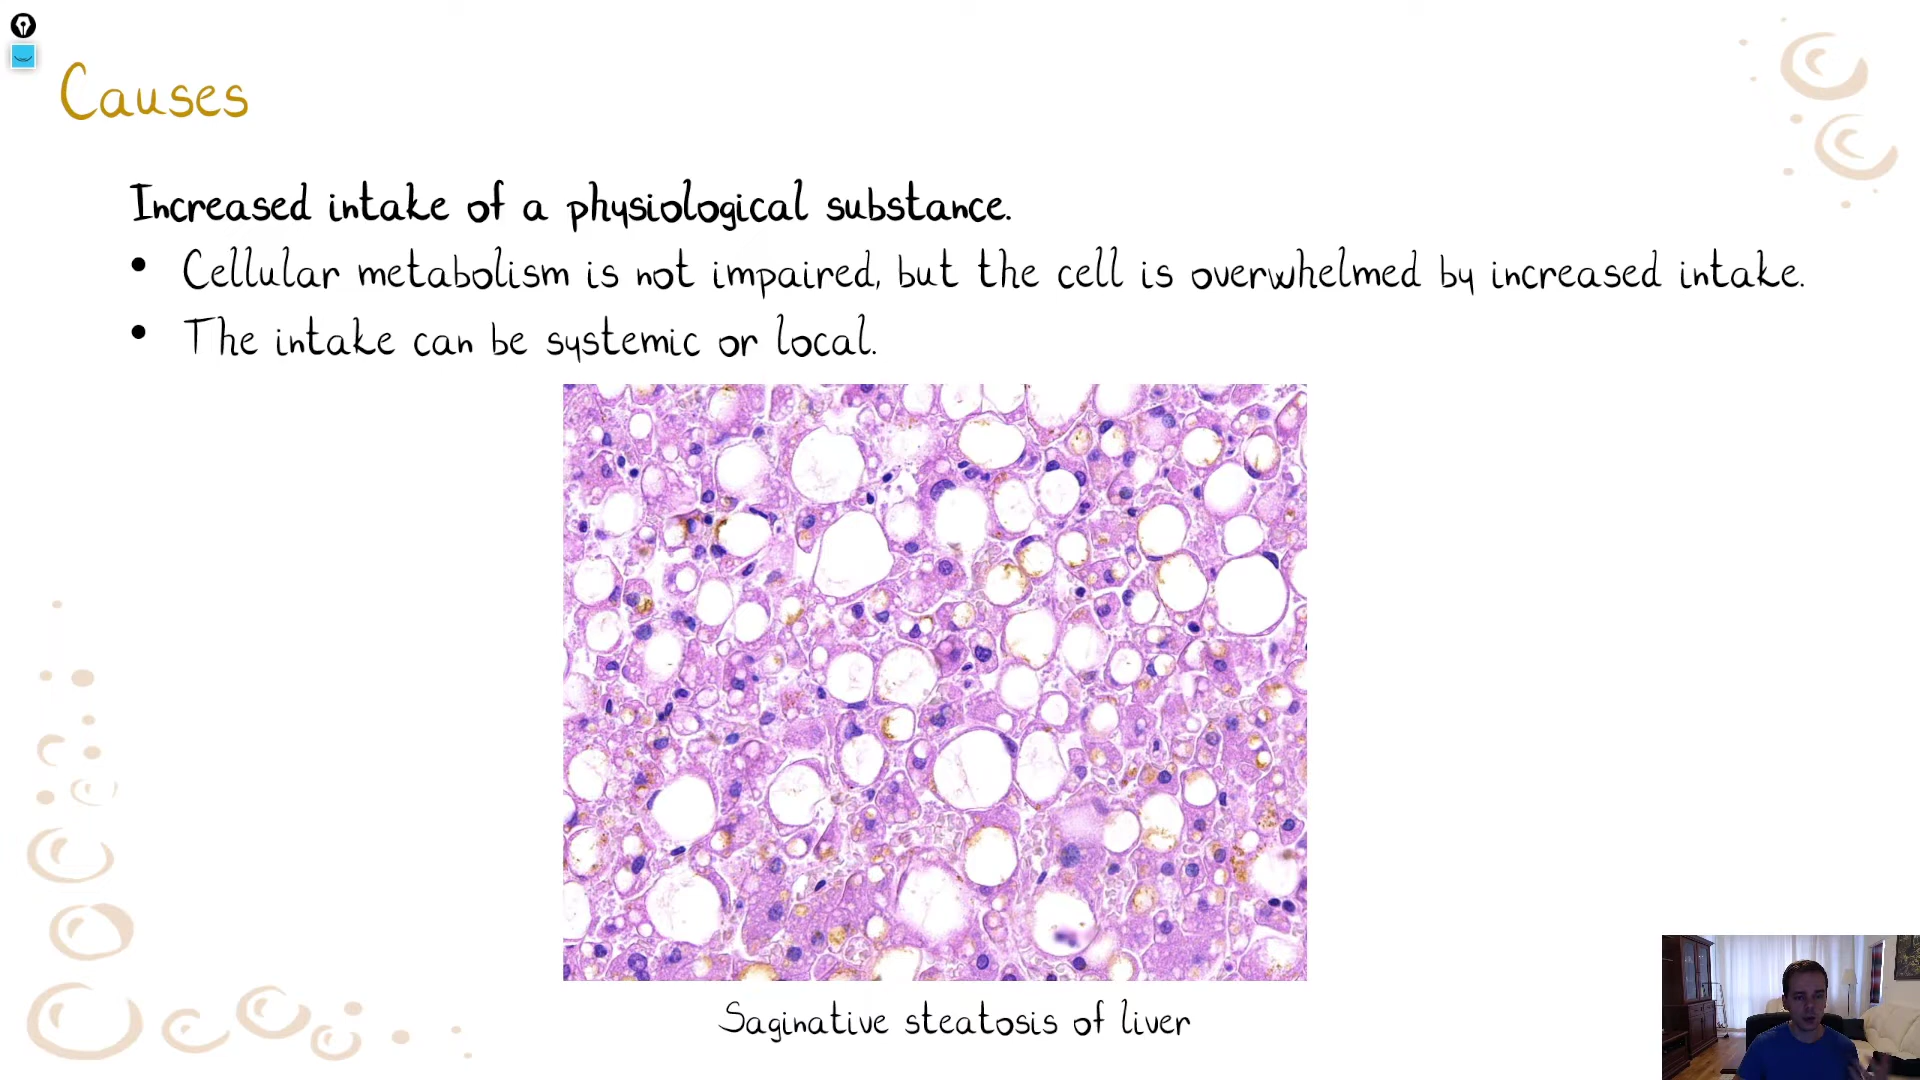 Causes
Increased intake of a physiological substance.
• Cellular metabolism is not impaired, but the cell is overwhelmed by increased intake.
• The intake can be systemic or local.
Saginative steatosis of liver